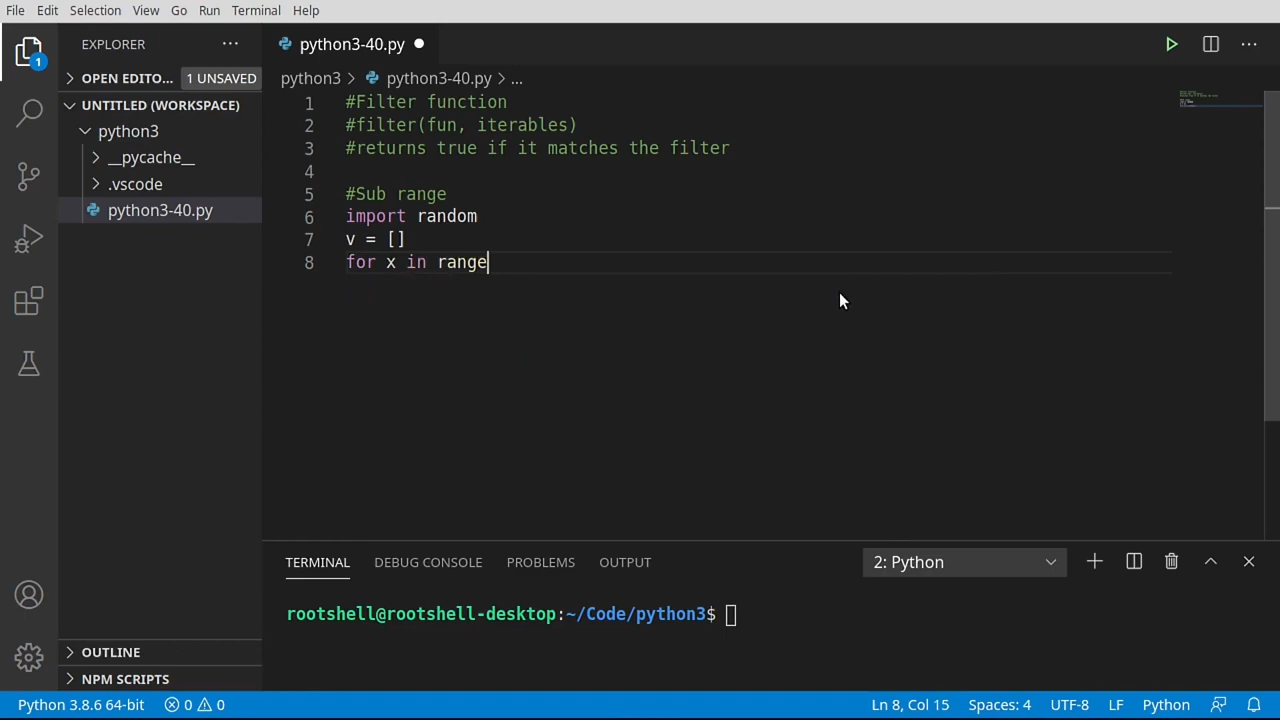 File Edit Selection View Go Run Terminal Help
EXPLORER
OPEN EDITO... 1 UNSAVED
UNTITLED (WORKSPACE)
python3
__pycache__
.vscode
python3-40.py
OUTLINE
NPM SCRIPTS
1
python3-40.py
python3 > python3-40.py > ...
1 #Filter function
2 #filter(fun, iterables)
3 #returns true if it matches the filter
4
5 #Sub range
6 import random
7 v = []
8 for x in range
TERMINAL DEBUG CONSOLE PROBLEMS OUTPUT 2: Python
rootshell@rootshell-desktop:~/Code/python3$
Python 3.8.6 64-bit 0 0 Ln 8, Col 15 Spaces: 4 UTF-8 LF Python